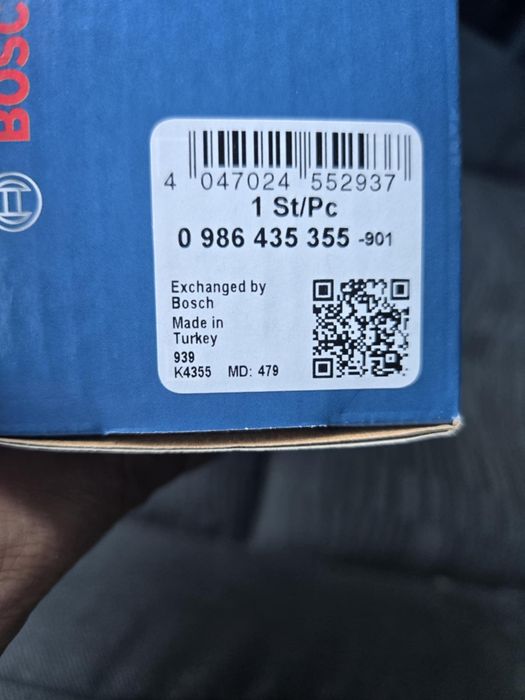 BOSC
4 047024 552937
1 St/Pc
0 986 435 355 -901
Exchanged by
Bosch
Made in
Turkey
939
K4355 MD: 479